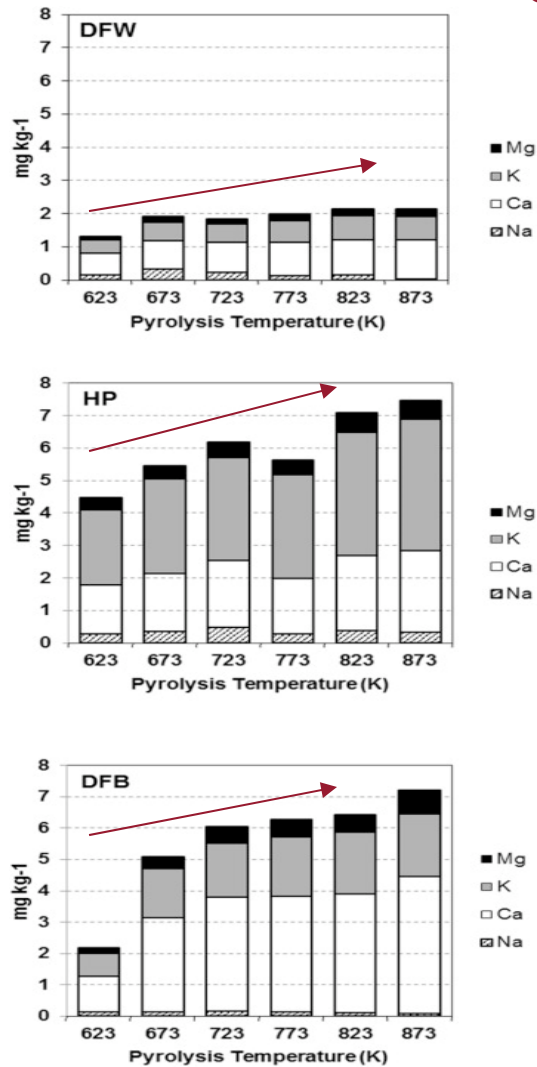 DFW
8
7
6
5
4
3
2
1
0
mg kg-1
623 673 723 773 823 873
Pyrolysis Temperature (K)
Mg
K
Ca
Na
HP
8
7
6
5
4
3
2
1
0
mg kg-1
623 673 723 773 823 873
Pyrolysis Temperature (K)
Mg
K
Ca
Na
DFB
8
7
6
5
4
3
2
1
0
mg kg-1
623 673 723 773 823 873
Pyrolysis Temperature (K)
Mg
K
Ca
Na